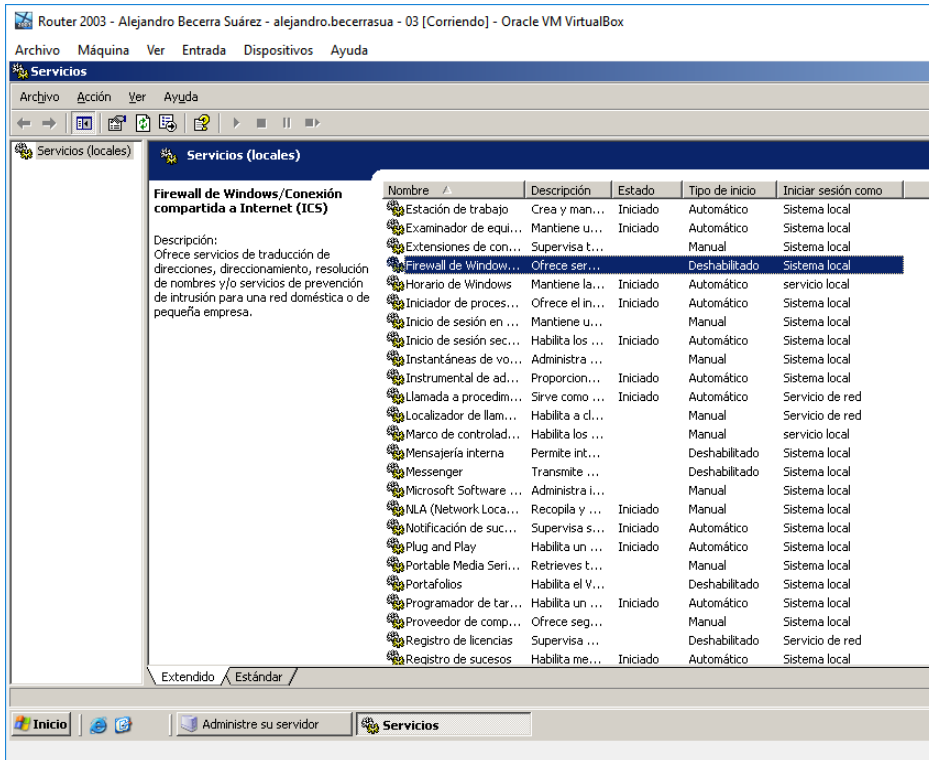 Router 2003 - Alejandro Becerra Suárez - alejandro.becerrasua - 03 [Corriendo] - Oracle VM VirtualBox
Archivo Máquina Ver Entrada Dispositivos Ayuda
Servicios
Archivo Acción Ver Ayuda
Servicios (locales)
Servicios (locales)
Firewall de Windows/Conexión
compartida a Internet (ICS)
Descripción:
Ofrece servicios de traducción de
direcciones, direccionamiento, resolución
de nombres y/o servicios de prevención
de intrusión para una red doméstica o de
pequeña empresa.
Nombre Descripción Estado Tipo de inicio Iniciar sesión como
Estación de trabajo Crea y man... Iniciado Automático Sistema local
Examinador de equi... Mantiene u... Iniciado Automático Sistema local
Extensiones de con... Supervisa t... Manual Sistema local
Firewall de Window... Ofrece ser... Deshabilitado Sistema local
Horario de Windows Mantiene la... Iniciado Automático servicio local
Iniciador de proces... Ofrece el in... Iniciado Automático Sistema local
Inicio de sesión en ... Mantiene u... Manual Sistema local
Inicio de sesión sec... Habilita los ... Iniciado Automático Sistema local
Instantáneas de vo... Administra ... Manual Sistema local
Instrumental de ad... Proporcion... Iniciado Automático Sistema local
Llamada a procedim... Sirve como ... Iniciado Automático Servicio de red
Localizador de llam... Habilita a cl... Manual Servicio de red
Marco de controlad... Habilita los ... Manual servicio local
Mensajería interna Permite int... Deshabilitado Sistema local
Messenger Transmite ... Deshabilitado Sistema local
Microsoft Software ... Administra i... Manual Sistema local
NLA (Network Loca... Recopila y ... Iniciado Manual Sistema local
Notificación de suc... Supervisa s... Iniciado Automático Sistema local
Plug and Play Habilita un ... Iniciado Automático Sistema local
Portable Media Seri... Retrieves t... Manual Sistema local
Portafolios Habilita el V... Deshabilitado Sistema local
Programador de tar... Habilita un ... Iniciado Automático Sistema local
Proveedor de comp... Ofrece seg... Manual Sistema local
Registro de licencias Supervisa ... Deshabilitado Servicio de red
Registro de sucesos Habilita me... Iniciado Automático Sistema local
Extendido Estándar
Inicio Administre su servidor Servicios